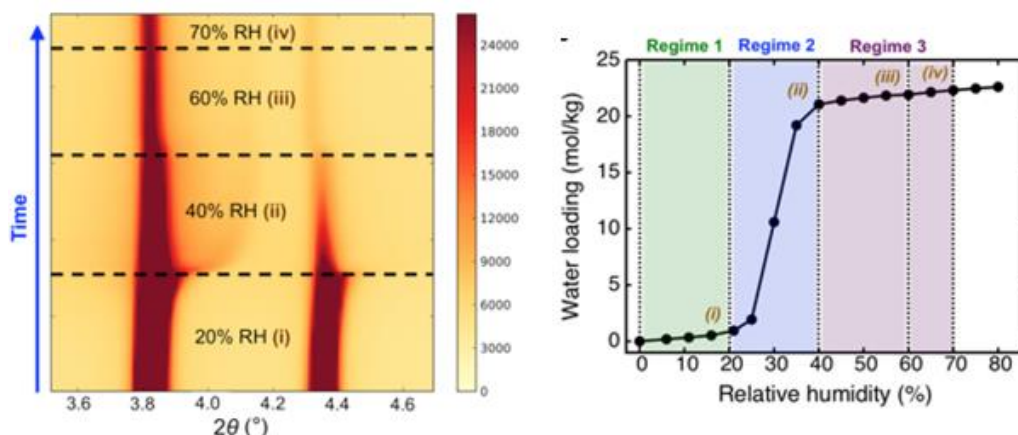 70% RH (iv)
60% RH (iii)
40% RH (ii)
20% RH (i)
Time
3.6 3.8 4.0 4.2 4.4 4.6
2θ (°)
24000
21000
18000
15000
12000
9000
6000
3000
0
Regime 1 Regime 2 Regime 3
(i)
(ii)
(iii)
(iv)
25
20
15
10
5
0
Water loading (mol/kg)
0 10 20 30 40 50 60 70 80
Relative humidity (%)